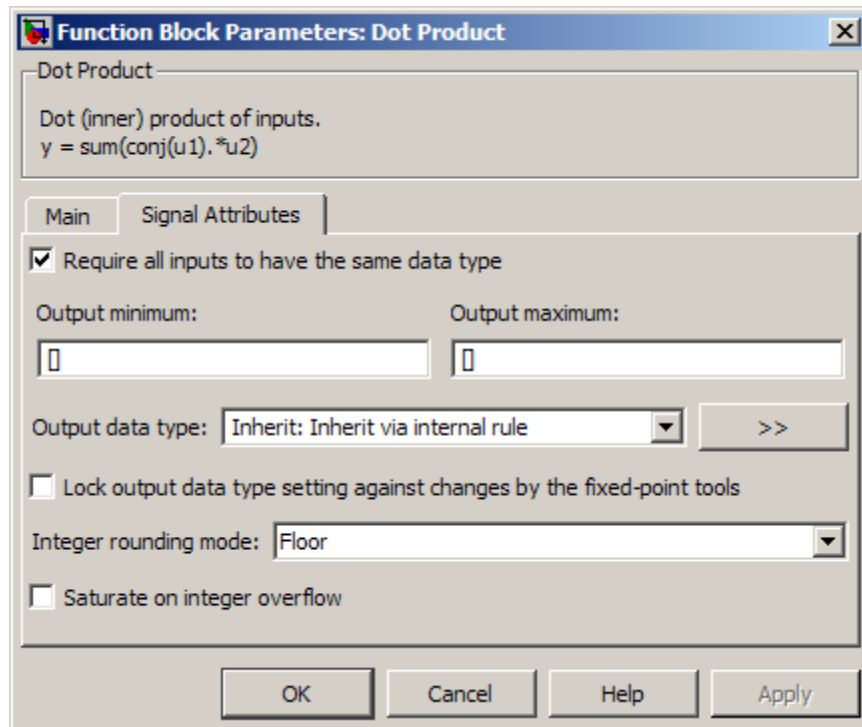 Function Block Parameters: Dot Product
Dot Product
Dot (inner) product of inputs.
y = sum(conj(u1).*u2)
Main Signal Attributes
Require all inputs to have the same data type
Output minimum: Output maximum:
[] []
Output data type: Inherit: Inherit via internal rule >>
Lock output data type setting against changes by the fixed-point tools
Integer rounding mode: Floor
Saturate on integer overflow
OK Cancel Help Apply